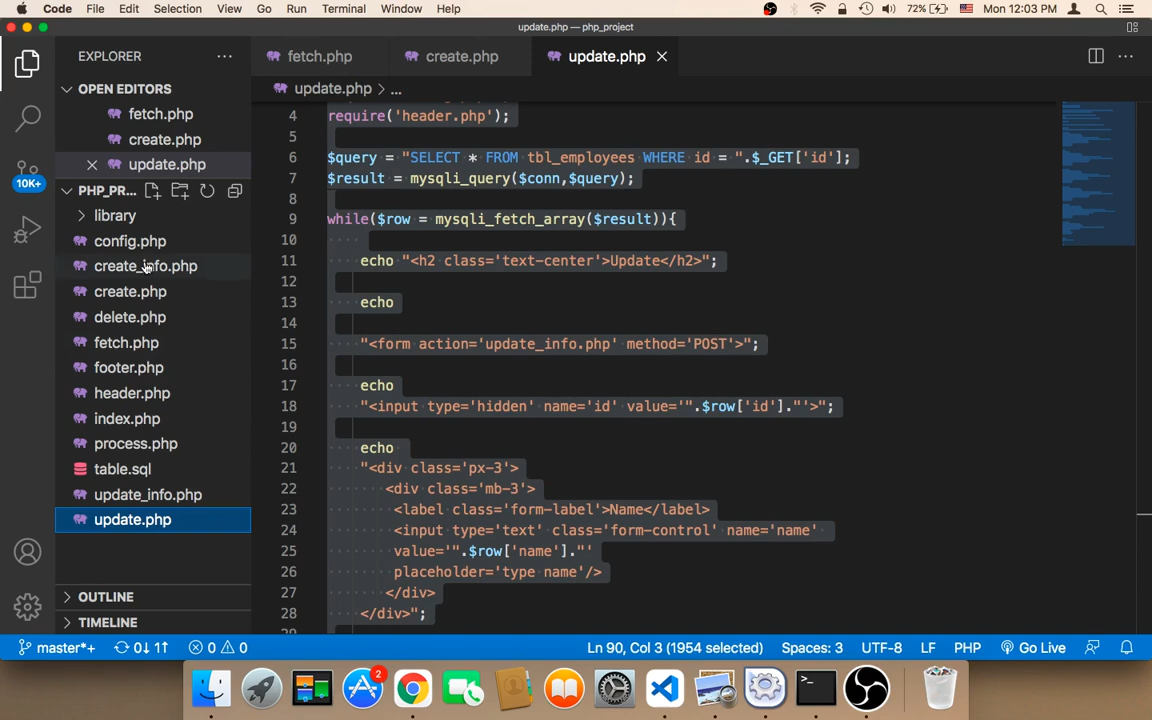 Code File Edit Selection View Go Run Terminal Window Help 72% Mon 12:03 PM
update.php — php_project
EXPLORER
OPEN EDITORS
fetch.php
create.php
update.php
10K+
PHP_PR...
library
config.php
create_info.php
create.php
delete.php
fetch.php
footer.php
header.php
index.php
process.php
table.sql
update_info.php
update.php
OUTLINE
TIMELINE
fetch.php create.php update.php
update.php > ...
4 require('header.php');
5
6 $query = "SELECT * FROM tbl_employees WHERE id = ".$_GET['id'];
7 $result = mysqli_query($conn,$query);
8
9 while($row = mysqli_fetch_array($result)){
10
11 echo "<h2 class='text-center'>Update</h2>";
12
13 echo
14
15 "<form action='update_info.php' method='POST'>";
16
17 echo
18 "<input type='hidden' name='id' value='".$row['id']."'>";
19
20 echo
21 "<div class='px-3'>
22 <div class='mb-3'>
23 <label class='form-label'>Name</label>
24 <input type='text' class='form-control' name='name'
25 value='".$row['name']."'
26 placeholder='type name'/>
27 </div>
28 </div>";
master*+ 0↓ 1↑ 0 0 Ln 90, Col 3 (1954 selected) Spaces: 3 UTF-8 LF PHP Go Live
2